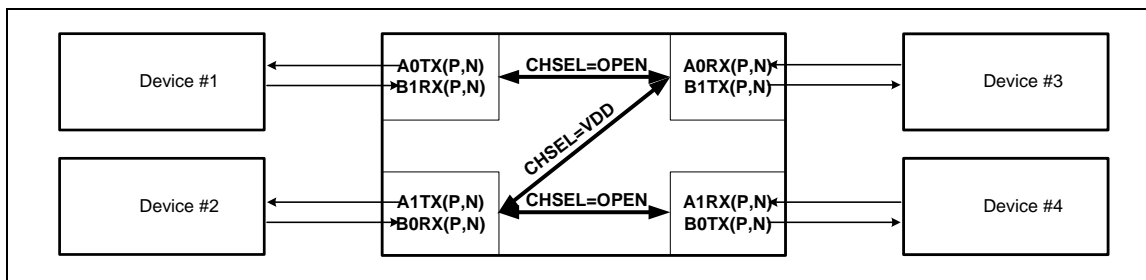 Device #1
A0TX(P,N)
B1RX(P,N)
CHSEL=OPEN
A0RX(P,N)
B1TX(P,N)
Device #3
CHSEL=VDD
Device #2
A1TX(P,N)
B0RX(P,N)
CHSEL=OPEN
A1RX(P,N)
B0TX(P,N)
Device #4